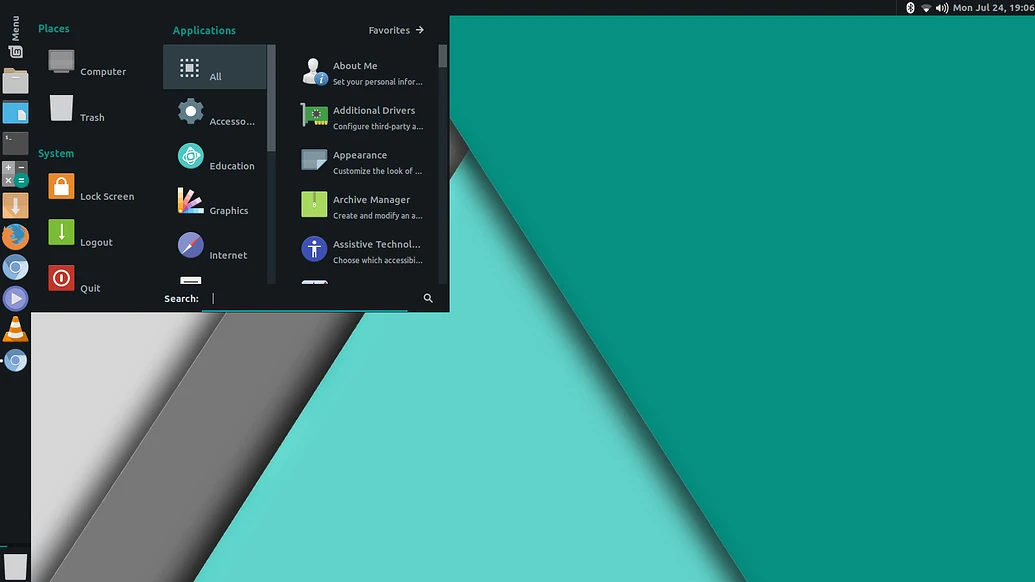 Mon Jul 24, 19:06
Menu
Places
Computer
Trash
System
Lock Screen
Logout
Quit
Applications
Favorites
All
Accesso...
Education
Graphics
Internet
About Me
Set your personal infor...
Additional Drivers
Configure third-party a...
Appearance
Customize the look of ...
Archive Manager
Create and modify an a...
Assistive Technol...
Choose which accessibi...
Search: